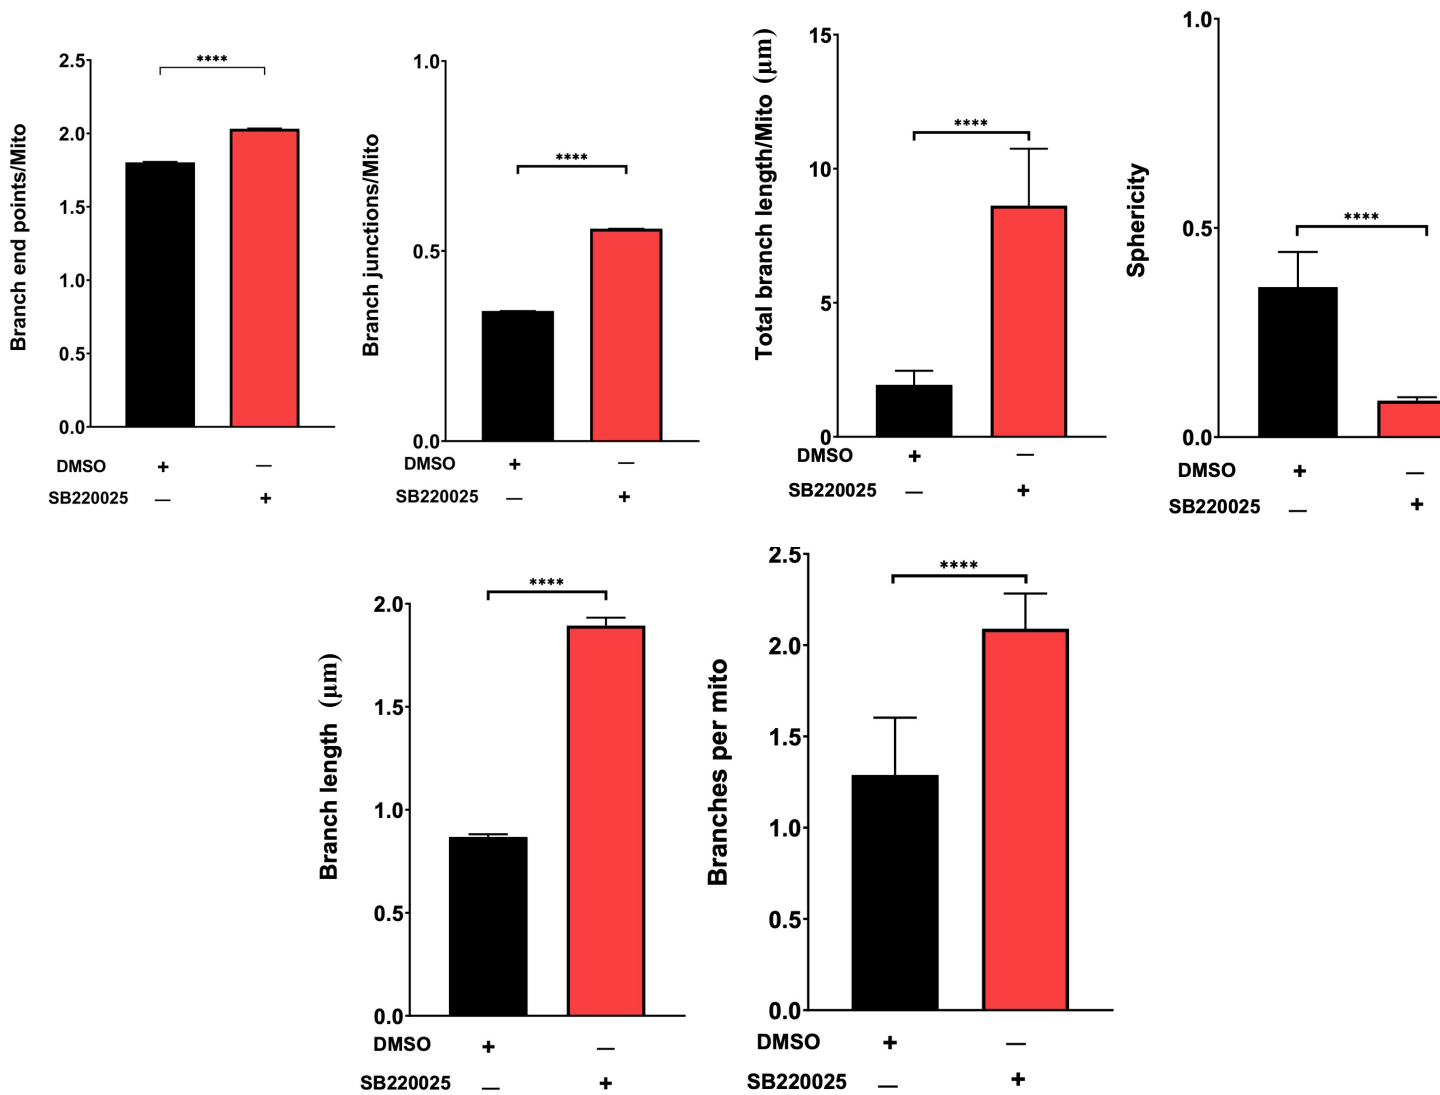 Branch end points/Mito
2.5
2.0
1.5
1.0
0.5
0.0
****
DMSO + —
SB220025 — +
Branch junctions/Mito
1.0
0.5
0.0
****
DMSO + —
SB220025 — +
Total branch length/Mito (μm)
15
10
5
0
****
DMSO + —
SB220025 — +
Sphericity
1.0
0.5
0.0
****
DMSO + —
SB220025 — +
Branch length (μm)
2.0
1.5
1.0
0.5
0.0
****
DMSO + —
SB220025 — +
Branches per mito
2.5
2.0
1.5
1.0
0.5
0.0
****
DMSO + —
SB220025 — +